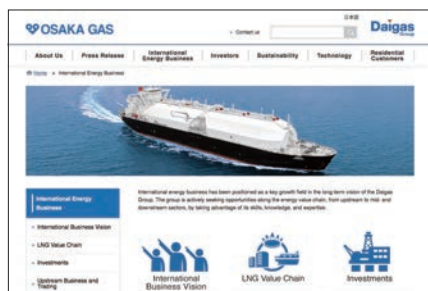 日本語
OSAKA GAS
Contact us
Daigas
Group
About Us
Press Release
International
Energy Business
Investors
Sustainability
Technology
Residential
Customers
Home > International Energy Business
International Energy
Business
International Business Vision
LNG Value Chain
Investments
Upstream Business and
Trading
International energy business has been positioned as a key growth field in the long-term vision of the Daigas
Group. The group is actively seeking opportunities along the energy value chain, from upstream to mid- and
downstream sectors, by taking advantage of its skills, knowledge, and expertise.
International
Business Vision
LNG Value Chain
Investments